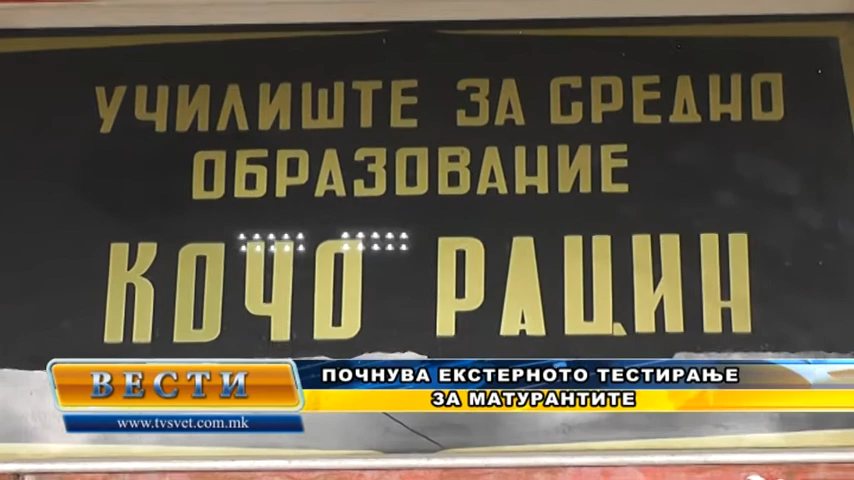 УЧИЛИШТЕ ЗА СРЕДНО
ОБРАЗОВАНИЕ
КОЧО РАЦИН
ВЕСТИ
www.tvsvet.com.mk
ПОЧНУВА ЕКСТЕРНОТО ТЕСТИРАЊЕ
ЗА МАТУРАНТИТЕ